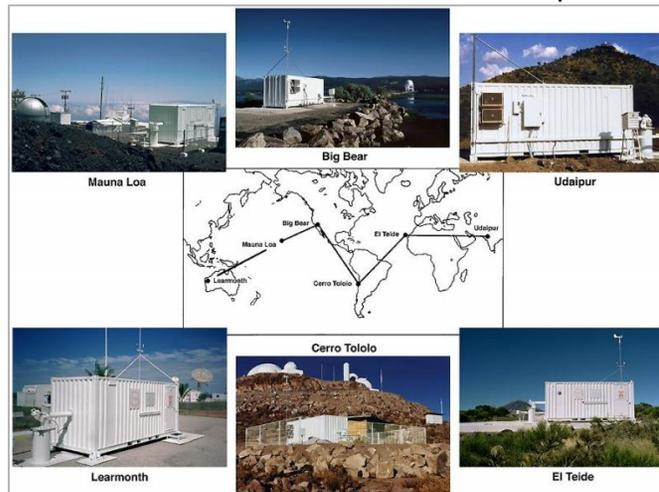 Big Bear
Mauna Loa
Udaipur
Big Bear
El Teide
Udaipur
Mauna Loa
Learmonth
Cerro Tololo
Cerro Tololo
Learmonth
El Teide